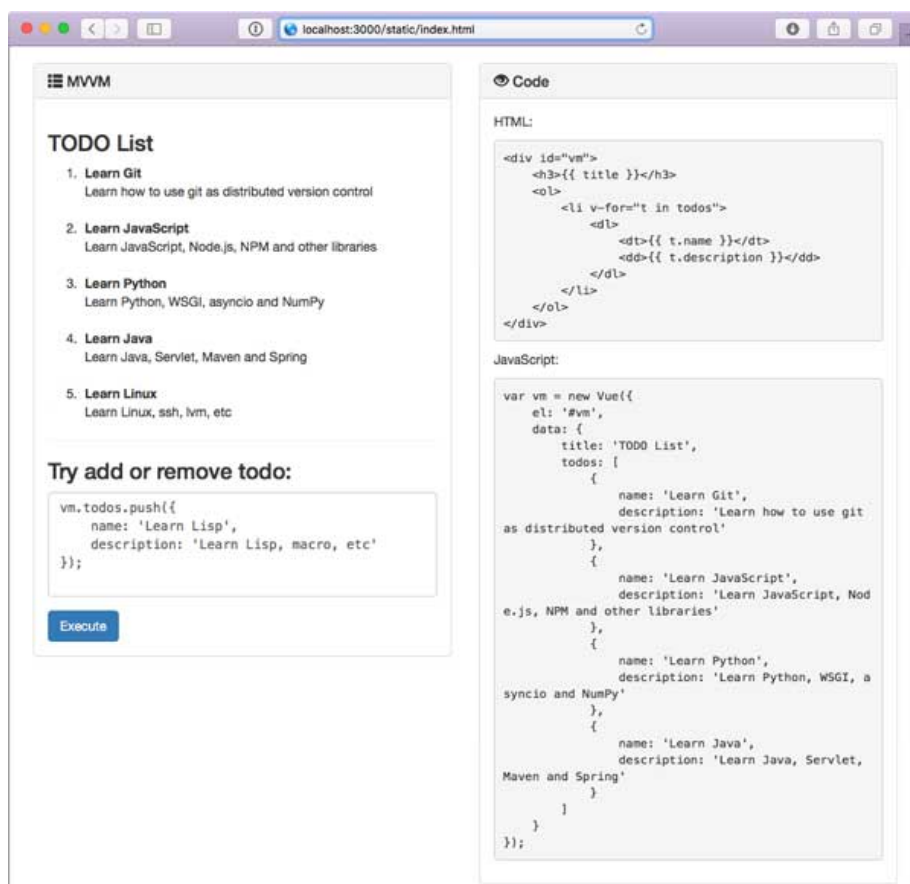 localhost:3000/static/index.html
MVVM
TODO List
1. Learn Git
Learn how to use git as distributed version control
2. Learn JavaScript
Learn JavaScript, Node.js, NPM and other libraries
3. Learn Python
Learn Python, WSGI, asyncio and NumPy
4. Learn Java
Learn Java, Servlet, Maven and Spring
5. Learn Linux
Learn Linux, ssh, lvm, etc
Try add or remove todo:
vm.todos.push({
    name: 'Learn Lisp',
    description: 'Learn Lisp, macro, etc'
});
Execute
Code
HTML:
<div id="vm">
    <h3>{{ title }}</h3>
    <ol>
        <li v-for="t in todos">
            <dl>
                <dt>{{ t.name }}</dt>
                <dd>{{ t.description }}</dd>
            </dl>
        </li>
    </ol>
</div>
JavaScript:
var vm = new Vue({
    el: '#vm',
    data: {
        title: 'TODO List',
        todos: [
            {
                name: 'Learn Git',
                description: 'Learn how to use git
as distributed version control'
            },
            {
                name: 'Learn JavaScript',
                description: 'Learn JavaScript, Nod
e.js, NPM and other libraries'
            },
            {
                name: 'Learn Python',
                description: 'Learn Python, WSGI, a
syncio and NumPy'
            },
            {
                name: 'Learn Java',
                description: 'Learn Java, Servlet,
Maven and Spring'
            }
        ]
    }
});